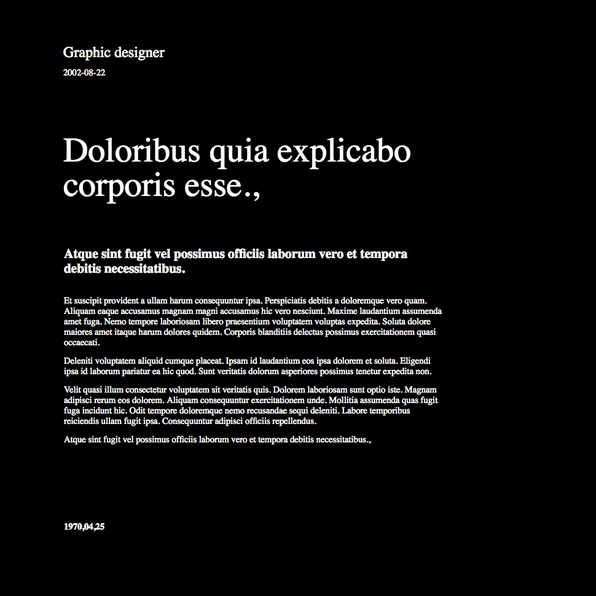 Graphic designer
2002-08-22
Doloribus quia explicabo
corporis esse.,
Atque sint fugit vel possimus officiis laborum vero et tempora
debitis necessitatibus.
Et suscipit provident a ullam harum consequuntur ipsa. Perspiciatis debitis a doloremque vero quam.
Aliquam eaque accusamus magnam magni accusamus hic vero nesciunt. Maxime laudantium assumenda
amet fuga. Nemo tempore laboriosam libero praesentium voluptatem voluptas expedita. Soluta dolore
maiores amet itaque harum dolores quidem. Corporis blanditiis delectus possimus exercitationem quasi
occaecati.
Deleniti voluptatem aliquid cumque placeat. Ipsam id laudantium eos ipsa dolorem et soluta. Eligendi
ipsa id laborum pariatur ea hic quod. Sunt veritatis dolorum asperiores possimus tenetur expedita non.
Velit quasi illum consectetur voluptatem sit veritatis quis. Dolorem laboriosam sunt optio iste. Magnam
adipisci rerum eos dolorem. Aliquam consequuntur exercitationem unde. Mollitia assumenda quas fugit
fuga incidunt hic. Odit tempore doloremque nemo recusandae sequi deleniti. Labore temporibus
reiciendis ullam fugit ipsa. Consequuntur adipisci officiis repellendus.
Atque sint fugit vel possimus officiis laborum vero et tempora debitis necessitatibus.,
1970,04,25